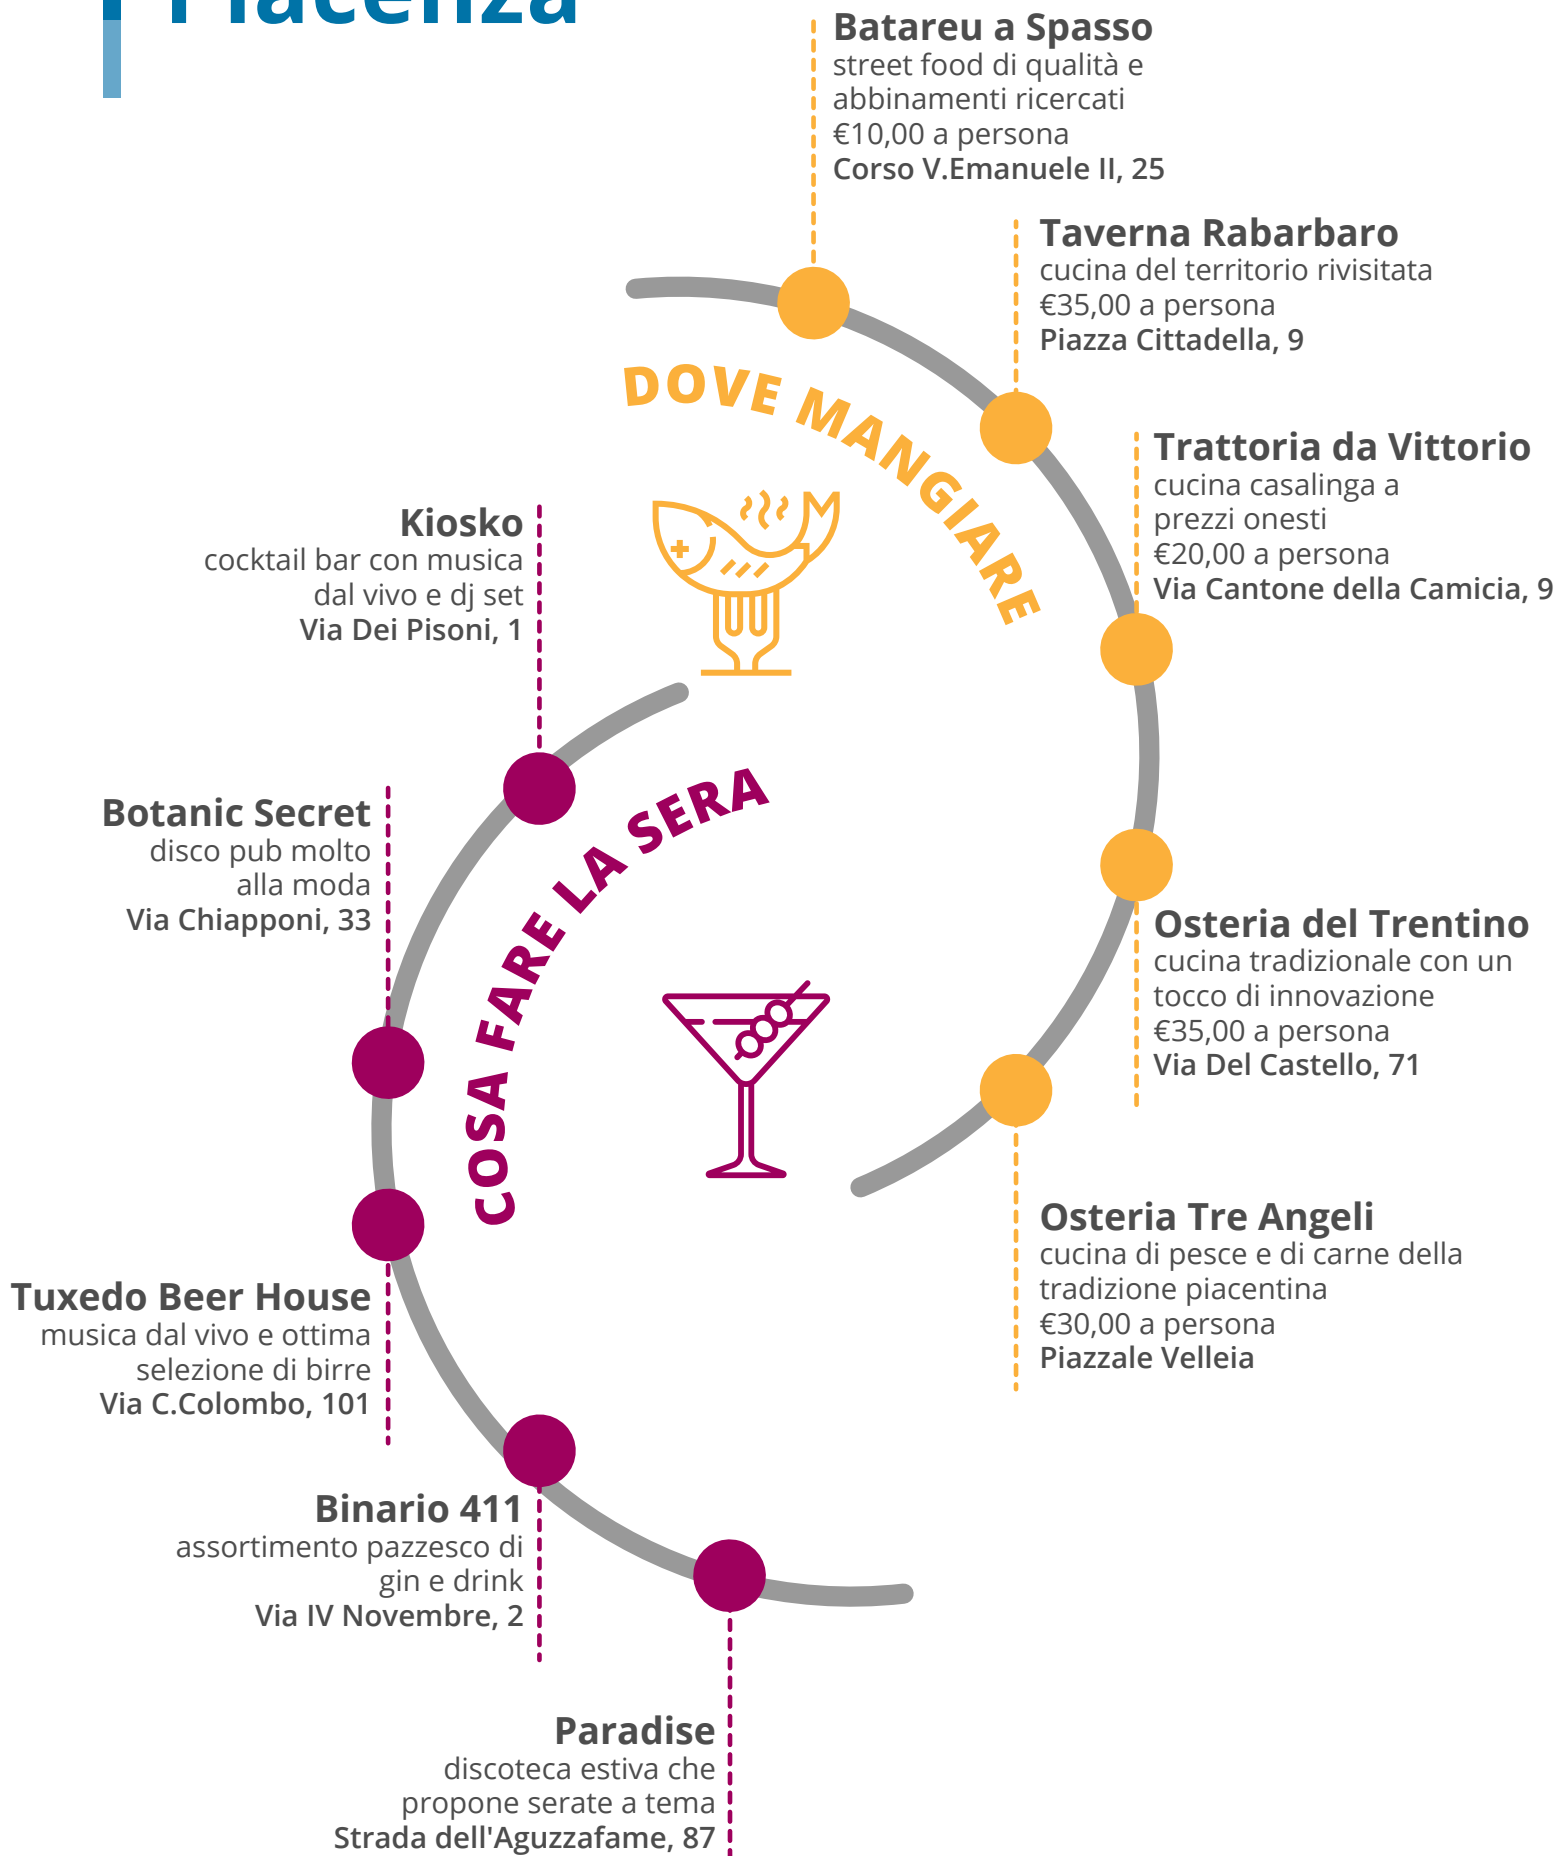 Piacenza
Batareu a Spasso
street food di qualità e
abbinamenti ricercati
€10,00 a persona
Corso V.Emanuele II, 25
Taverna Rabarbaro
cucina del territorio rivisitata
€35,00 a persona
Piazza Cittadella, 9
DOVE MANGIARE
Trattoria da Vittorio
cucina casalinga a
prezzi onesti
€20,00 a persona
Via Cantone della Camicia, 9
Osteria del Trentino
cucina tradizionale con un
tocco di innovazione
€35,00 a persona
Via Del Castello, 71
Osteria Tre Angeli
cucina di pesce e di carne della
tradizione piacentina
€30,00 a persona
Piazzale Velleia
Kiosko
cocktail bar con musica
dal vivo e dj set
Via Dei Pisoni, 1
COSA FARE LA SERA
Botanic Secret
disco pub molto
alla moda
Via Chiapponi, 33
Tuxedo Beer House
musica dal vivo e ottima
selezione di birre
Via C.Colombo, 101
Binario 411
assortimento pazzesco di
gin e drink
Via IV Novembre, 2
Paradise
discoteca estiva che
propone serate a tema
Strada dell'Aguzzafame, 87